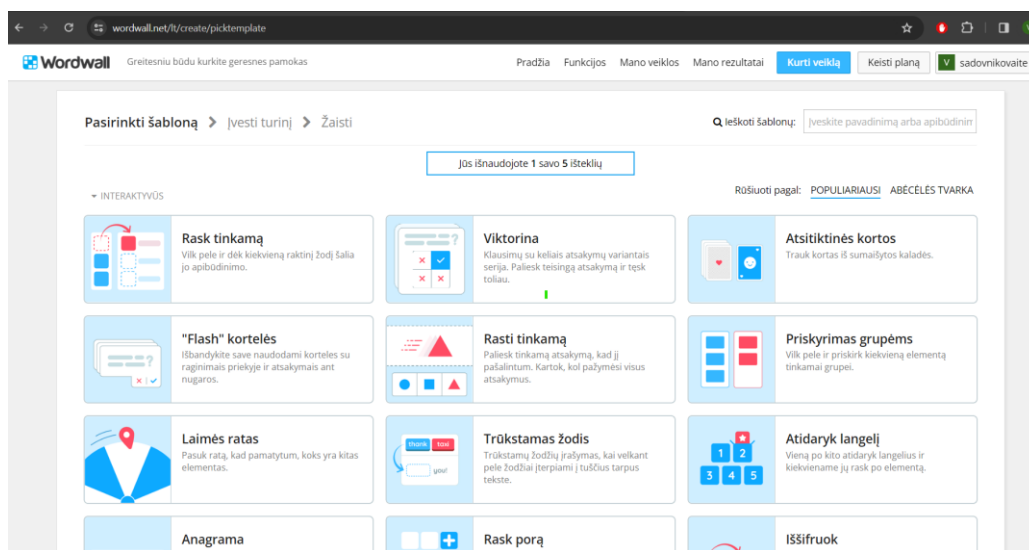 wordwall.net/lt/create/picktemplate
Wordwall Greitesniu būdu kurkite geresnes pamokas Pradžia Funkcijos Mano veiklos Mano rezultatai Kurti veiklą Keisti planą V sadovnikovaite
Pasirinkti šabloną > Įvesti turinį > Žaisti Ieškoti šablonų: Įveskite pavadinimą arba apibūdinim
Jūs išnaudojote 1 savo 5 išteklių
INTERAKTYVŪS Rūšiuoti pagal: POPULIARIAUSI ABĖCĖLĖS TVARKA
Rask tinkamą
Vilk pele ir dėk kiekvieną raktinį žodį šalia
jo apibūdinimo.
Viktorina
Klausimų su keliais atsakymų variantais
serija. Paliesk teisingą atsakymą ir tęsk
toliau.
Atsitiktinės kortos
Trauk kortas iš sumaišytos kaladės.
"Flash" kortelės
Išbandykite save naudodami korteles su
raginimais priekyje ir atsakymais ant
nugaros.
Rasti tinkamą
Paliesk tinkamą atsakymą, kad jį
pašalintum. Kartok, kol pažymėsi visus
atsakymus.
Priskyrimas grupėms
Vilk pele ir priskirk kiekvieną elementą
tinkamai grupei.
Laimės ratas
Pasuk ratą, kad pamatytum, koks yra kitas
elementas.
thank taxi
you!
Trūkstamas žodis
Trūkstamų žodžių įrašymas, kai velkant
pele žodžiai įterpiami į tuščius tarpus
tekste.
1 2
3 4 5
Atidaryk langelį
Vieną po kito atidaryk langelius ir
kiekviename jų rask po elementą.
Anagrama
Rask porą
Iššifruok